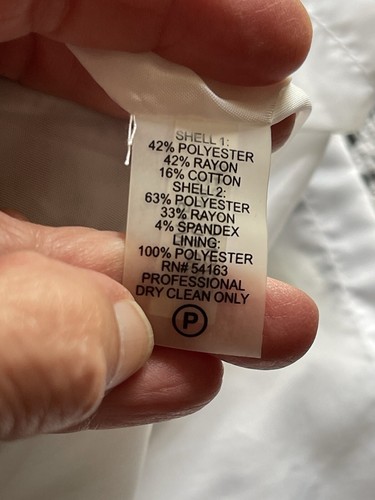 SHELL 1:
42% POLYESTER
42% RAYON
16% COTTON
SHELL 2:
63% POLYESTER
33% RAYON
4% SPANDEX
LINING:
100% POLYESTER
RN# 54163
PROFESSIONAL
DRY CLEAN ONLY
P